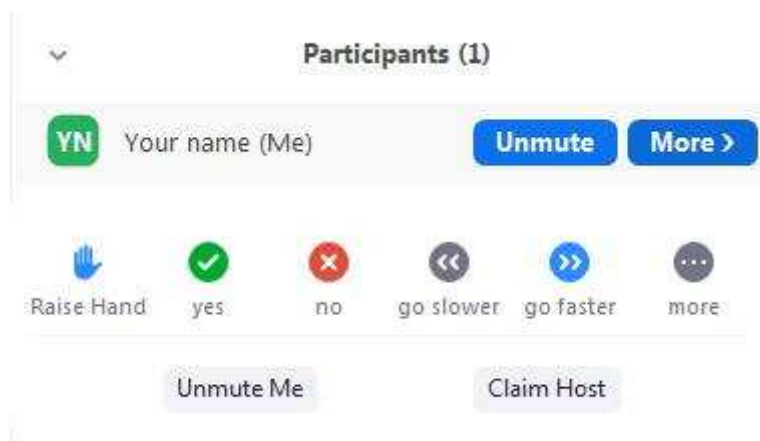 Participants (1)
YN Your name (Me) Unmute More >
Raise Hand yes no go slower go faster more
Unmute Me Claim Host